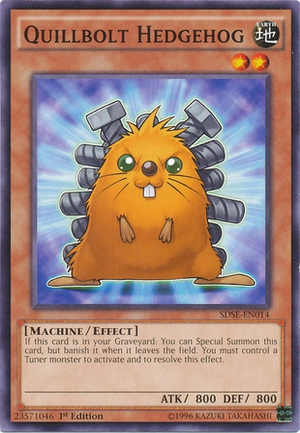 QUILLBOLT HEDGEHOG
EARTH
地
SDSE-EN014
[MACHINE / EFFECT]
If this card is in your Graveyard: You can Special Summon this
card, but banish it when it leaves the field. You must control a
Tuner monster to activate and to resolve this effect.
ATK / 800 DEF / 800
23571046 1st Edition ©1996 KAZUKI TAKAHASHI